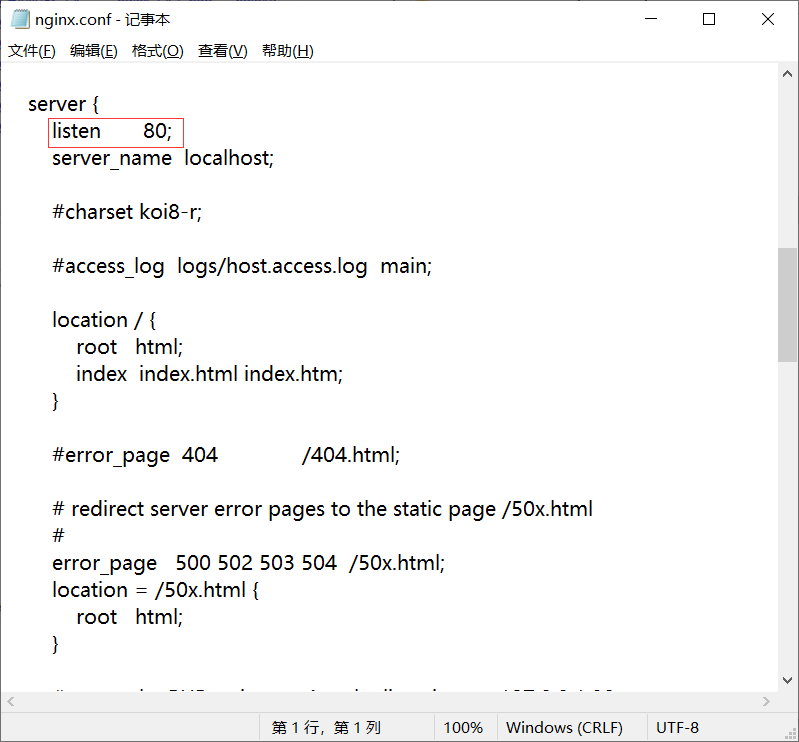 nginx.conf - 记事本
文件(F) 编辑(E) 格式(O) 查看(V) 帮助(H)
server {
listen 80;
server_name localhost;
#charset koi8-r;
#access_log logs/host.access.log main;
location / {
root html;
index index.html index.htm;
}
#error_page 404 /404.html;
# redirect server error pages to the static page /50x.html
#
error_page 500 502 503 504 /50x.html;
location = /50x.html {
root html;
}
第 1 行，第 1 列 100% Windows (CRLF) UTF-8